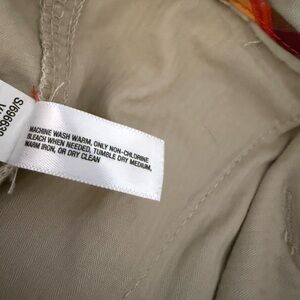 MACHINE WASH WARM, ONLY NON-CHLORINE
BLEACH WHEN NEEDED, TUMBLE DRY MEDIUM,
WARM IRON, OR DRY CLEAN